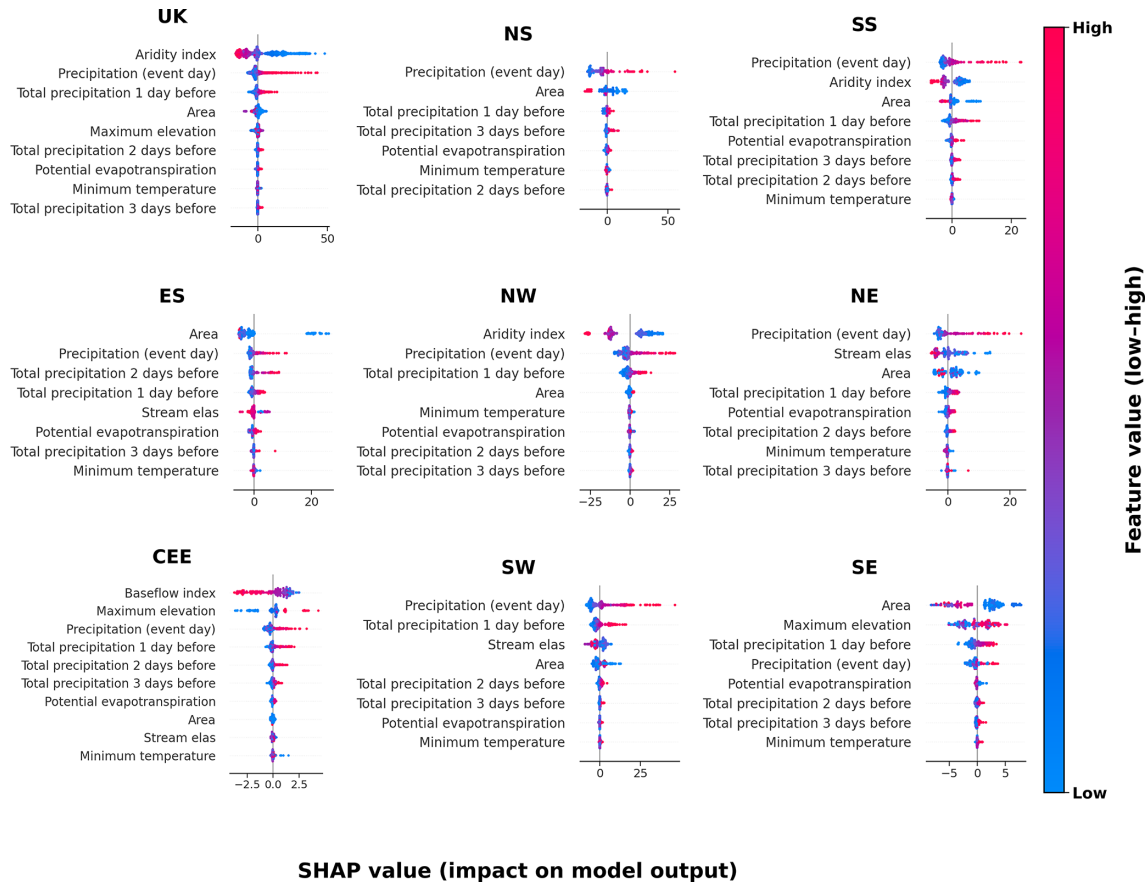 UK
Aridity index
Precipitation (event day)
Total precipitation 1 day before
Area
Maximum elevation
Total precipitation 2 days before
Potential evapotranspiration
Minimum temperature
Total precipitation 3 days before
0 50
NS
Precipitation (event day)
Area
Total precipitation 1 day before
Total precipitation 3 days before
Potential evapotranspiration
Minimum temperature
Total precipitation 2 days before
0 50
SS
Precipitation (event day)
Aridity index
Area
Total precipitation 1 day before
Potential evapotranspiration
Total precipitation 3 days before
Total precipitation 2 days before
Minimum temperature
0 20
ES
Area
Precipitation (event day)
Total precipitation 2 days before
Total precipitation 1 day before
Stream elas
Potential evapotranspiration
Total precipitation 3 days before
Minimum temperature
0 20
NW
Aridity index
Precipitation (event day)
Total precipitation 1 day before
Area
Minimum temperature
Potential evapotranspiration
Total precipitation 2 days before
Total precipitation 3 days before
−25 0 25
NE
Precipitation (event day)
Stream elas
Area
Total precipitation 1 day before
Potential evapotranspiration
Total precipitation 2 days before
Minimum temperature
Total precipitation 3 days before
0 20
CEE
Baseflow index
Maximum elevation
Precipitation (event day)
Total precipitation 1 day before
Total precipitation 2 days before
Total precipitation 3 days before
Potential evapotranspiration
Area
Stream elas
Minimum temperature
−2.5 0.0 2.5
SW
Precipitation (event day)
Total precipitation 1 day before
Stream elas
Area
Total precipitation 2 days before
Total precipitation 3 days before
Potential evapotranspiration
Minimum temperature
0 25
SE
Area
Maximum elevation
Total precipitation 1 day before
Precipitation (event day)
Potential evapotranspiration
Total precipitation 2 days before
Total precipitation 3 days before
Minimum temperature
−5 0 5
High
Feature value (low–high)
Low
SHAP value (impact on model output)